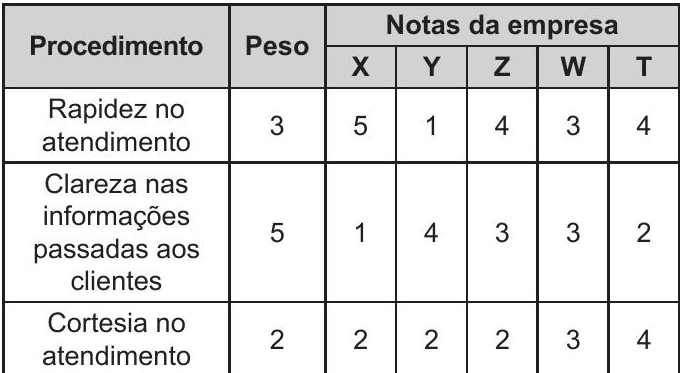 Procedimento Peso Notas da empresa
X Y Z W T
Rapidez no
atendimento 3 5 1 4 3 4
Clareza nas
informações
passadas aos
clientes 5 1 4 3 3 2
Cortesia no
atendimento 2 2 2 2 3 4